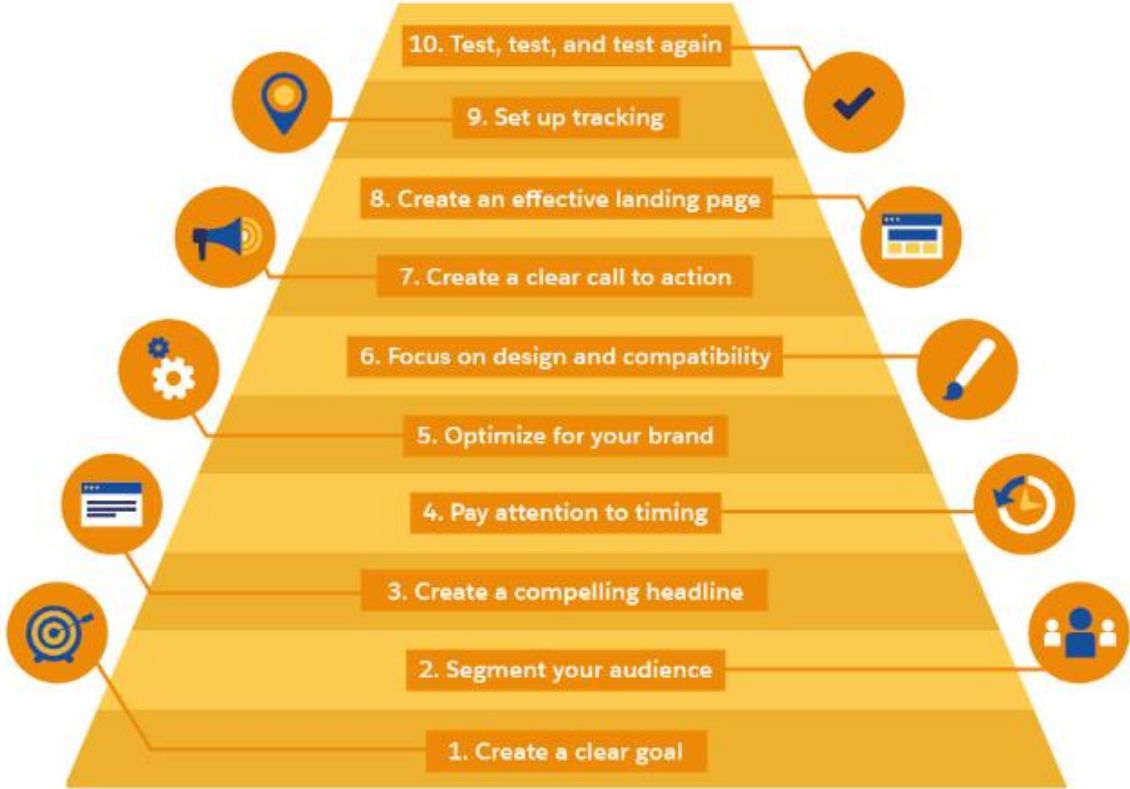 10. Test, test, and test again
9. Set up tracking
8. Create an effective landing page
7. Create a clear call to action
6. Focus on design and compatibility
5. Optimize for your brand
4. Pay attention to timing
3. Create a compelling headline
2. Segment your audience
1. Create a clear goal